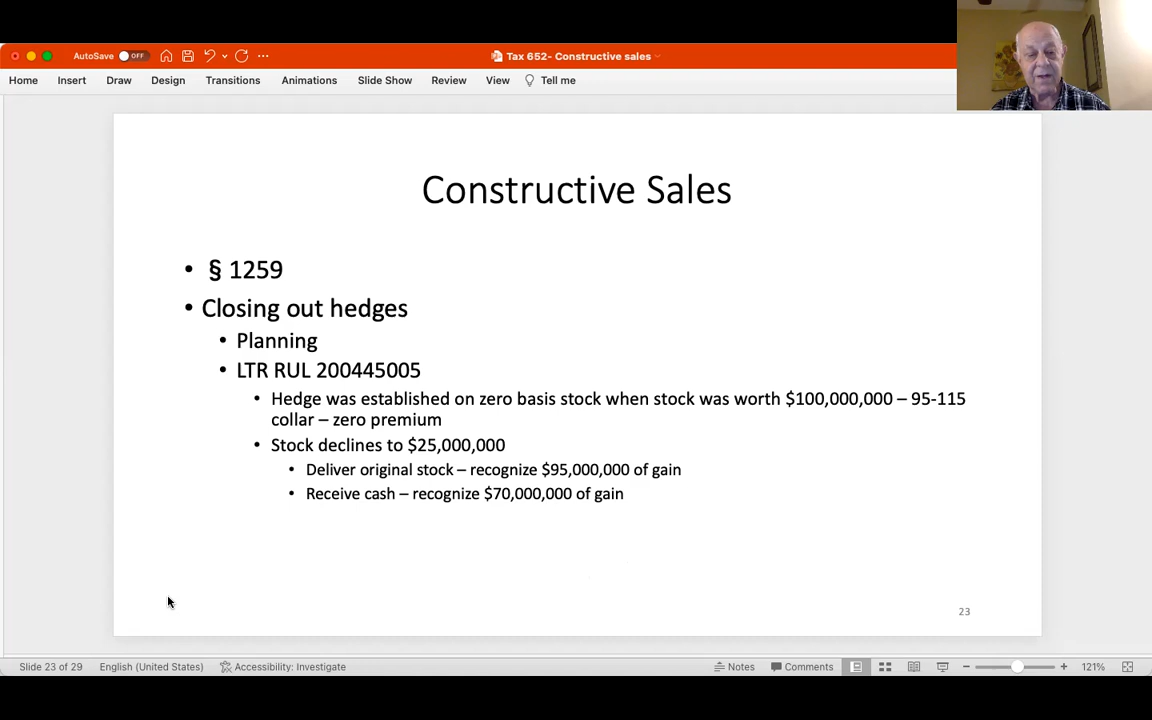 AutoSave OFF
Tax 652- Constructive sales
Home Insert Draw Design Transitions Animations Slide Show Review View Tell me
Constructive Sales
• § 1259
• Closing out hedges
• Planning
• LTR RUL 200445005
• Hedge was established on zero basis stock when stock was worth $100,000,000 – 95-115
collar – zero premium
• Stock declines to $25,000,000
• Deliver original stock – recognize $95,000,000 of gain
• Receive cash – recognize $70,000,000 of gain
23
Slide 23 of 29 English (United States) Accessibility: Investigate Notes Comments 121%